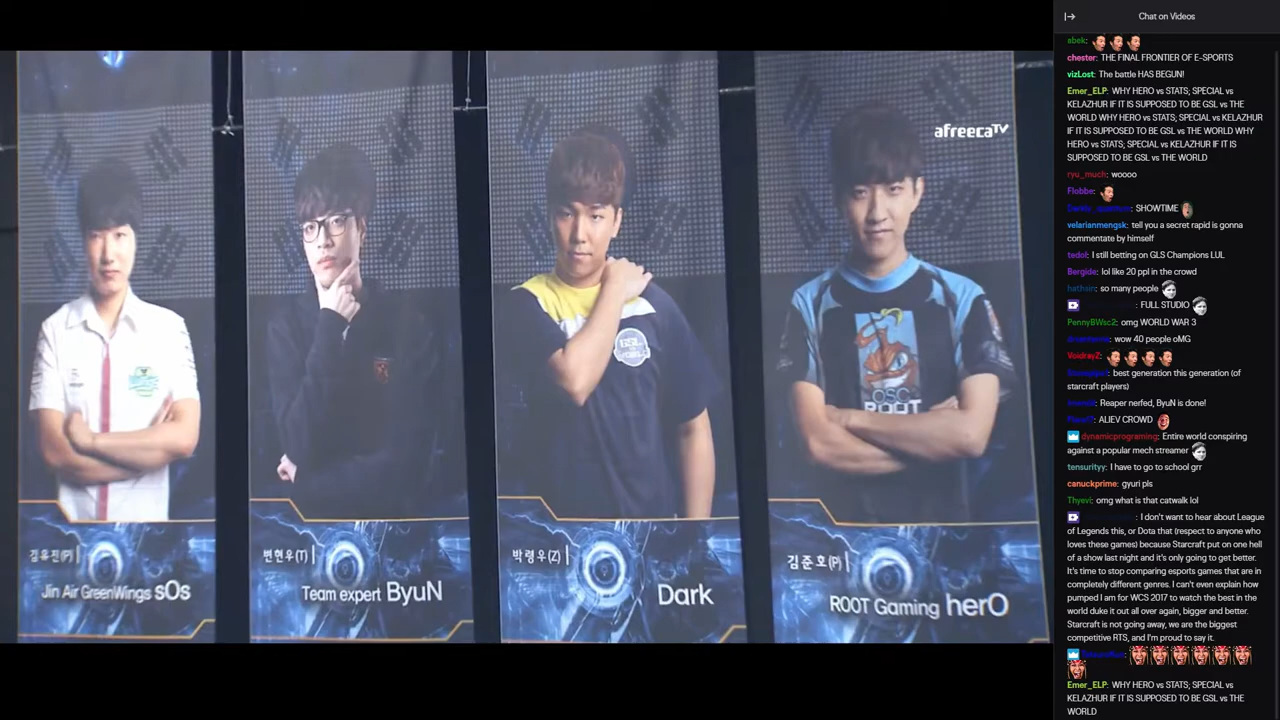 afreecaTV
GSL
OSC
ROOT
김유진(P)
Jin Air GreenWings sOs
변현우(T)
Team expert ByuN
박령우(Z)
Dark
김준호(P)
ROOT Gaming herO
Chat on Videos
abek:
chester: THE FINAL FRONTIER OF E-SPORTS
vizLost: The battle HAS BEGUN!
Emer_ELP: WHY HERO vs STATS; SPECIAL vs
KELAZHUR IF IT IS SUPPOSED TO BE GSL vs THE
WORLD WHY HERO vs STATS; SPECIAL vs KELAZHUR
IF IT IS SUPPOSED TO BE GSL vs THE WORLD WHY
HERO vs STATS; SPECIAL vs KELAZHUR IF IT IS
SUPPOSED TO BE GSL vs THE WORLD
ryu_much: woooo
Flobbe:
: SHOWTIME
velarianmengsk: tell you a secret rapid is gonna
commentate by himself
tedol: I still betting on GLS Champions LUL
Bergide: lol like 20 ppl in the crowd
hathsin: so many people
: FULL STUDIO
PennyBWsc2: omg WORLD WAR 3
: wow 40 people oMG
VoidrayZ:
: best generation this generation (of
starcraft players)
: Reaper nerfed, ByuN is done!
: ALIEV CROWD
dynamicprograming: Entire world conspiring
against a popular mech streamer
tensurityy: I have to go to school grr
canuckprime: gyuri pls
Thyevi: omg what is that catwalk lol
: I don't want to hear about League
of Legends this, or Dota that (respect to anyone who
loves these games) because Starcraft put on one hell
of a show last night and it's only going to get better.
It's time to stop comparing esports games that are in
completely different genres. I can't even explain how
pumped I am for WCS 2017 to watch the best in the
world duke it out all over again, bigger and better.
Starcraft is not going away, we are the biggest
competitive RTS, and I'm proud to say it.
Emer_ELP: WHY HERO vs STATS; SPECIAL vs
KELAZHUR IF IT IS SUPPOSED TO BE GSL vs THE
WORLD